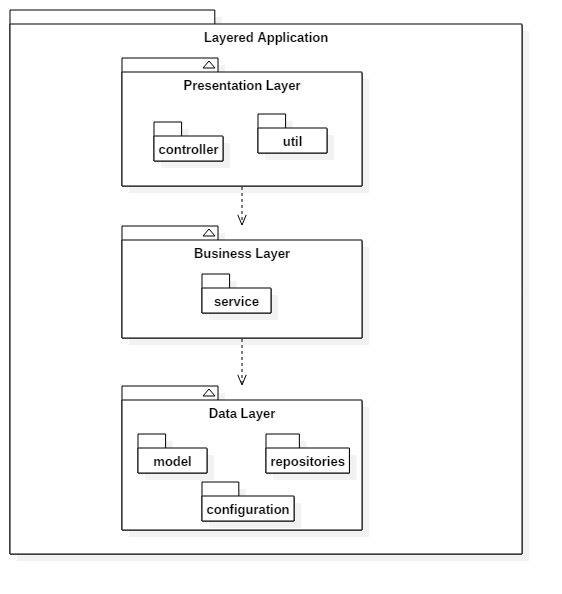 Layered Application
Presentation Layer
controller
util
Business Layer
service
Data Layer
model
repositories
configuration